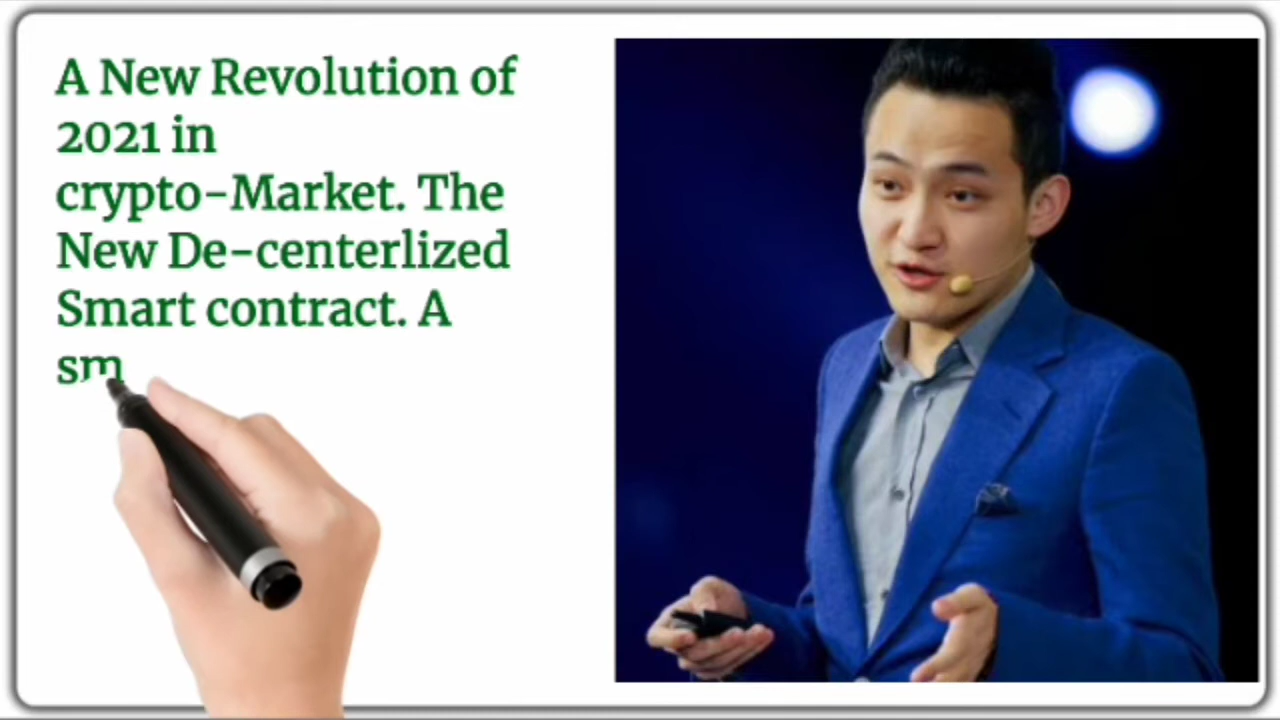 A New Revolution of
2021 in
crypto-Market. The
New De-centerlized
Smart contract. A
sm